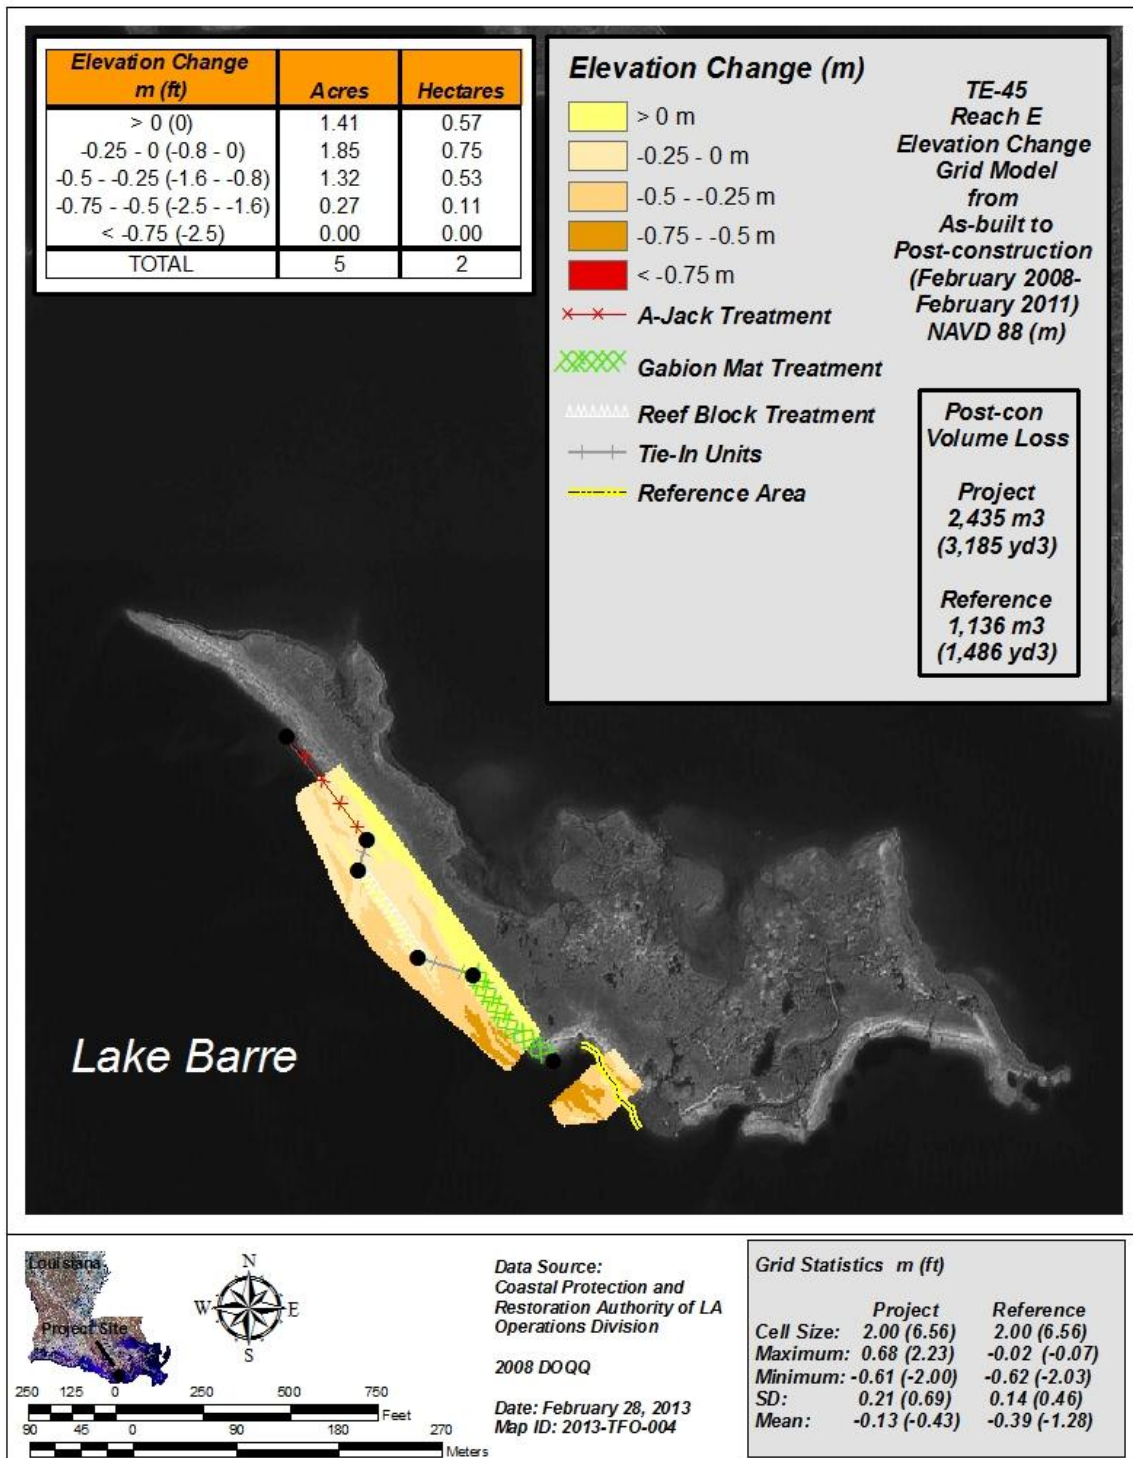 Elevation Change
m (ft) Acres Hectares
> 0 (0) 1.41 0.57
-0.25 - 0 (-0.8 - 0) 1.85 0.75
-0.5 - -0.25 (-1.6 - -0.8) 1.32 0.53
-0.75 - -0.5 (-2.5 - -1.6) 0.27 0.11
< -0.75 (-2.5) 0.00 0.00
TOTAL 5 2
Elevation Change (m)
> 0 m
-0.25 - 0 m
-0.5 - -0.25 m
-0.75 - -0.5 m
< -0.75 m
A-Jack Treatment
Gabion Mat Treatment
Reef Block Treatment
Tie-In Units
Reference Area
TE-45
Reach E
Elevation Change
Grid Model
from
As-built to
Post-construction
(February 2008-
February 2011)
NAVD 88 (m)
Post-con
Volume Loss
Project
2,435 m3
(3,185 yd3)
Reference
1,136 m3
(1,486 yd3)
Lake Barre
Louisiana
Project Site
N
W E
S
250 125 0 250 500 750
Feet
90 45 0 90 180 270
Meters
Data Source:
Coastal Protection and
Restoration Authority of LA
Operations Division
2008 DOQQ
Date: February 28, 2013
Map ID: 2013-TFO-004
Grid Statistics m (ft)
Project Reference
Cell Size: 2.00 (6.56) 2.00 (6.56)
Maximum: 0.68 (2.23) -0.02 (-0.07)
Minimum: -0.61 (-2.00) -0.62 (-2.03)
SD: 0.21 (0.69) 0.14 (0.46)
Mean: -0.13 (-0.43) -0.39 (-1.28)